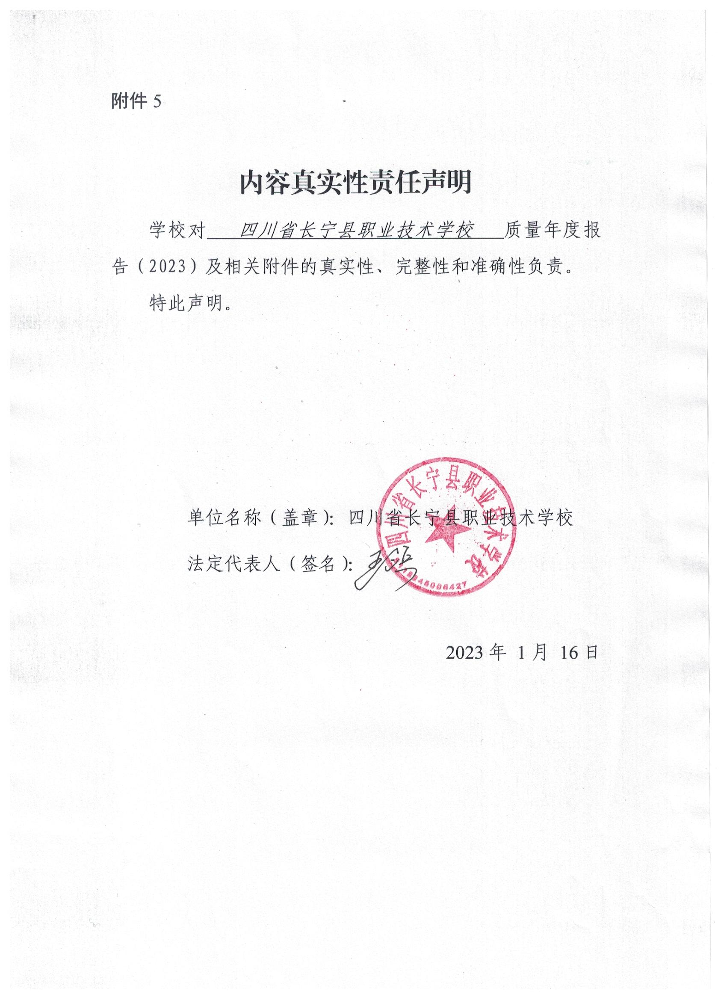 附件 5
内容真实性责任声明
学校对 四川省长宁县职业技术学校 质量年度报
告（2023）及相关附件的真实性、完整性和准确性负责。
特此声明。
四川省长宁县职业技术学校
单位名称（盖章）：四川省长宁县职业技术学校
法定代表人（签名）：
2023 年 1 月 16 日